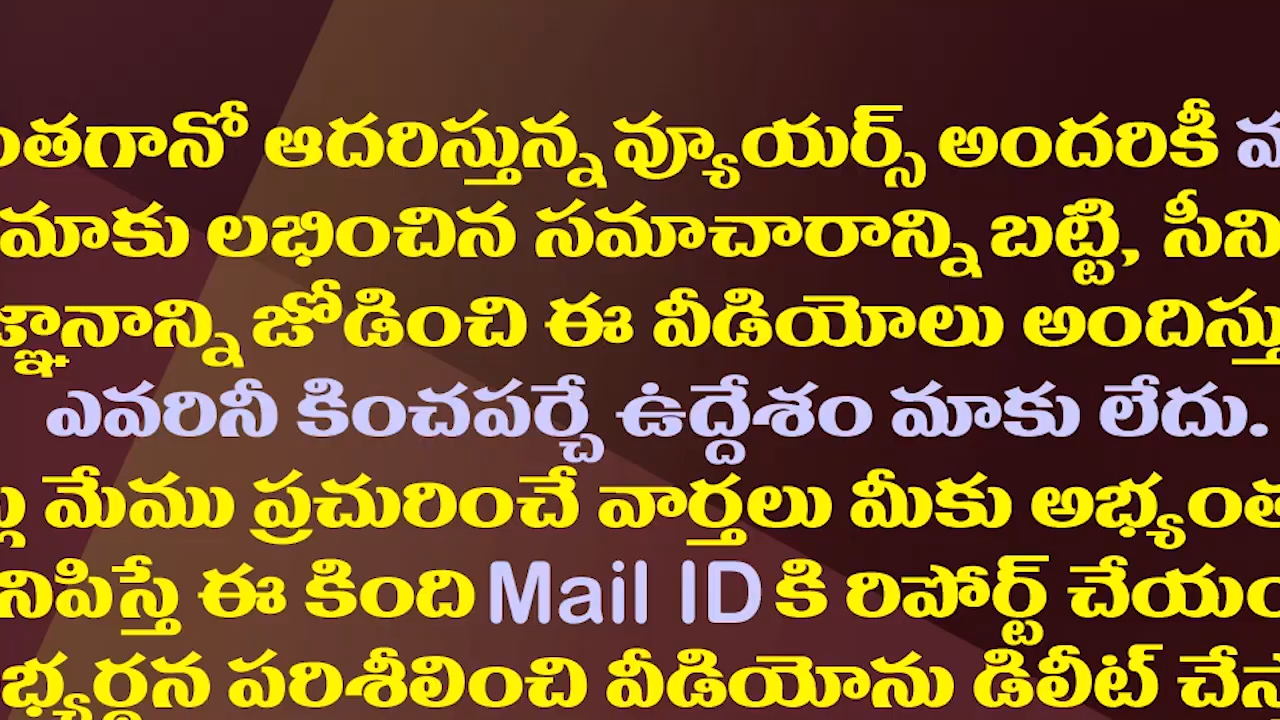 ంతగానో ఆదరిస్తున్న వ్యూయర్స్ అందరికీ
మాకు లభించిన సమాచారాన్ని బట్టి, సీని
జ్ఞానాన్ని జోడించి ఈ వీడియోలు అందిస్తు
ఎవరినీ కించపర్చే ఉద్దేశం మాకు లేదు.
మేము ప్రచురించే వార్తలు మీకు అభ్యంత
నిపిస్తే ఈ కింది Mail ID కి రిపోర్ట్ చేయం
భ్యర్థన పరిశీలించి వీడియోను డిలీట్ చేస